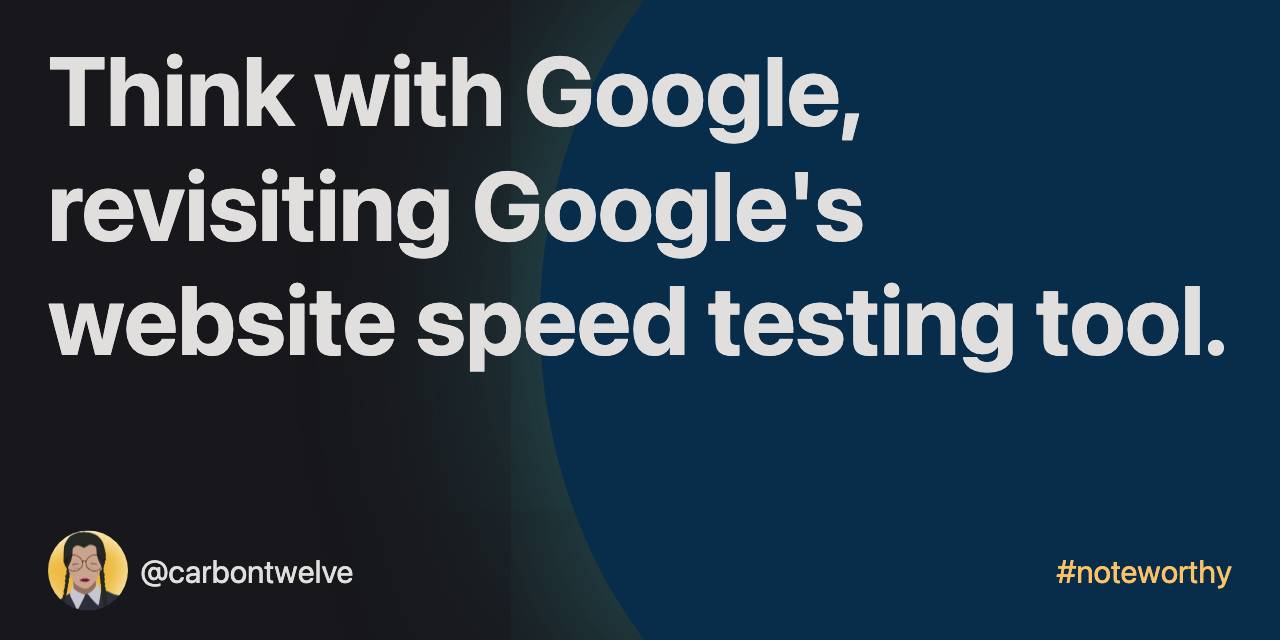 Think with Google,
revisiting Google's
website speed testing tool.
@carbontwelve
#noteworthy